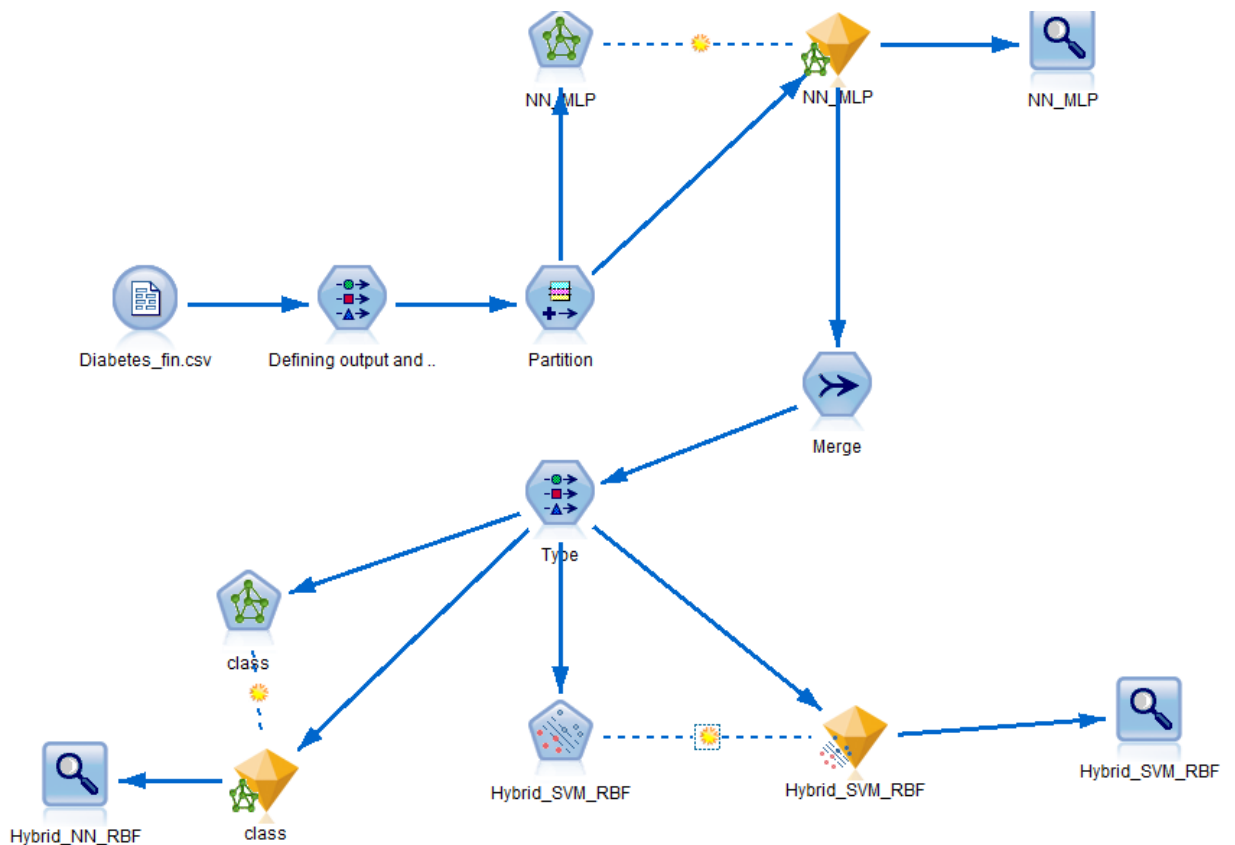 NN_MLP
NN_MLP
NN_MLP
Diabetes_fin.csv
Defining output and ..
Partition
Merge
Type
class
Hybrid_SVM_RBF
Hybrid_SVM_RBF
Hybrid_SVM_RBF
Hybrid_NN_RBF
class